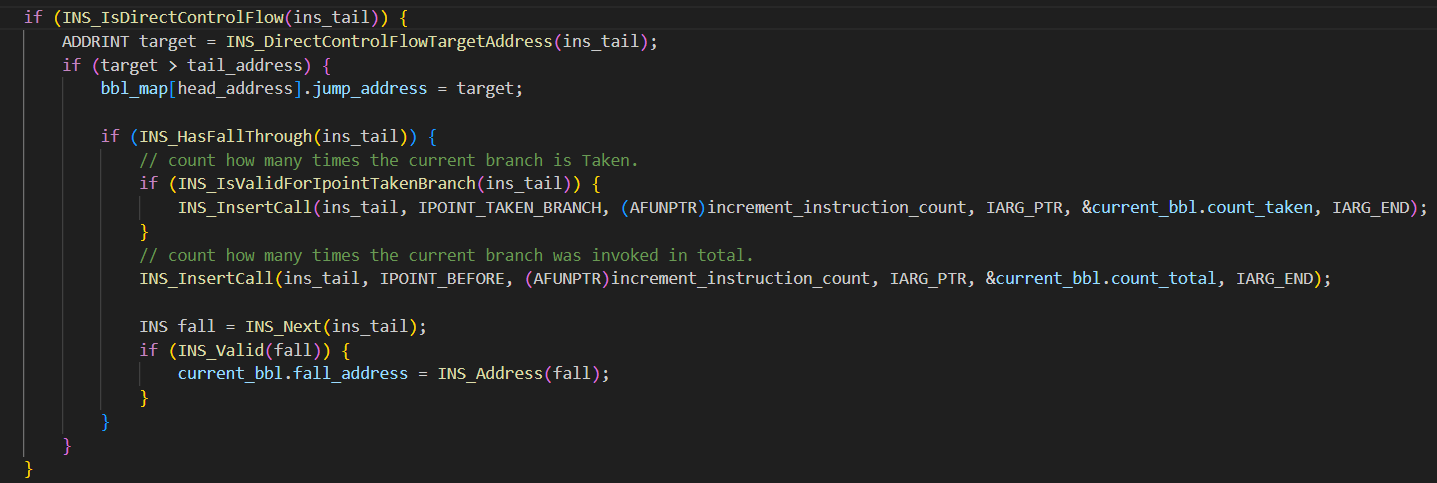 if (INS_IsDirectControlFlow(ins_tail)) {
    ADDRINT target = INS_DirectControlFlowTargetAddress(ins_tail);
    if (target > tail_address) {
        bbl_map[head_address].jump_address = target;

        if (INS_HasFallThrough(ins_tail)) {
            // count how many times the current branch is Taken.
            if (INS_IsValidForIpointTakenBranch(ins_tail)) {
                INS_InsertCall(ins_tail, IPOINT_TAKEN_BRANCH, (AFUNPTR)increment_instruction_count, IARG_PTR, &current_bbl.count_taken, IARG_END);
            }
            // count how many times the current branch was invoked in total.
            INS_InsertCall(ins_tail, IPOINT_BEFORE, (AFUNPTR)increment_instruction_count, IARG_PTR, &current_bbl.count_total, IARG_END);

            INS fall = INS_Next(ins_tail);
            if (INS_Valid(fall)) {
                current_bbl.fall_address = INS_Address(fall);
            }
        }
    }
}